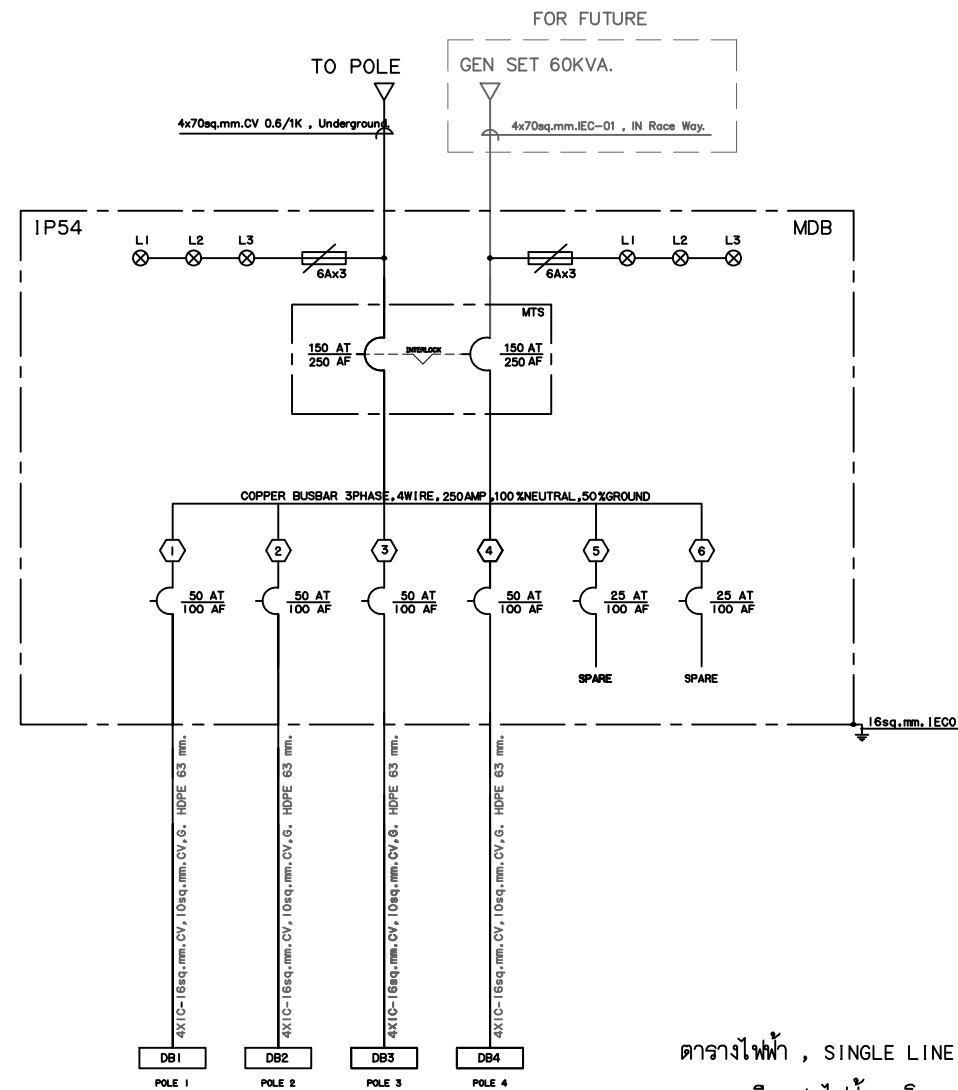 FOR FUTURE
TO POLE
GEN SET 60KVA.
4x70sq.mm.CV 0.6/1K , Underground.
4x70sq.mm.IEC-01 , IN Race Way.
IP54
MDB
L1 L2 L3
6Ax3
6Ax3
L1 L2 L3
MTS
150 AT
250 AF
INTERLOCK
150 AT
250 AF
COPPER BUSBAR 3PHASE,4WIRE,250AMP,100%NEUTRAL,50%GROUND
1 2 3 4 5 6
50 AT
100 AF
50 AT
100 AF
50 AT
100 AF
50 AT
100 AF
25 AT
100 AF
25 AT
100 AF
SPARE
SPARE
16sq.mm.IEC0
4X1C-16sq.mm.CV,10sq.mm.CV,G. HDPE 63 mm.
4X1C-16sq.mm.CV,10sq.mm.CV,G. HDPE 63 mm.
4X1C-16sq.mm.CV,10sq.mm.CV,G. HDPE 63 mm.
4X1C-16sq.mm.CV,10sq.mm.CV,G. HDPE 63 mm.
DB1 DB2 DB3 DB4
POLE 1 POLE 2 POLE 3 POLE 4
ตารางไฟฟ้า , SINGLE LINE